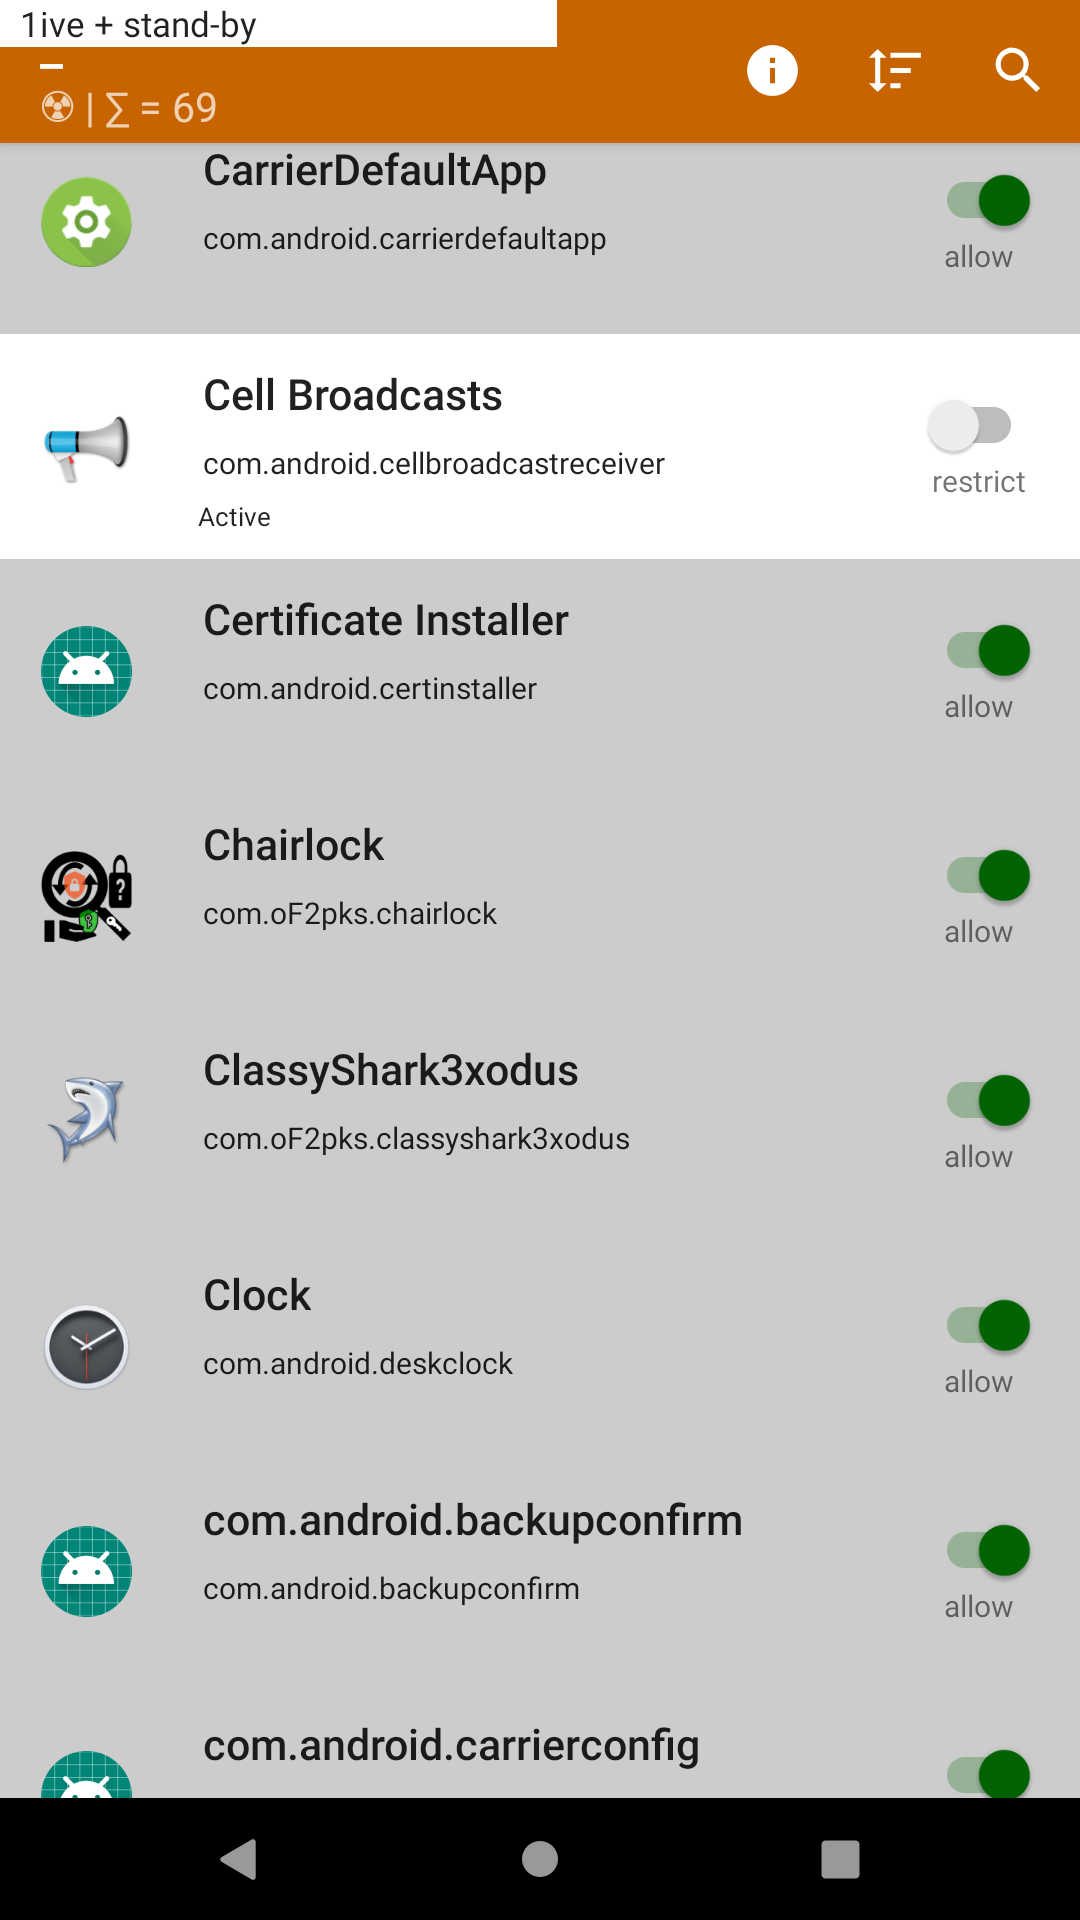 1ive + stand-by
☢ | ∑ = 69
CarrierDefaultApp
com.android.carrierdefaultapp
allow
Cell Broadcasts
com.android.cellbroadcastreceiver
restrict
Active
Certificate Installer
com.android.certinstaller
allow
Chairlock
com.oF2pks.chairlock
allow
ClassyShark3xodus
com.oF2pks.classyshark3xodus
allow
Clock
com.android.deskclock
allow
com.android.backupconfirm
com.android.backupconfirm
allow
com.android.carrierconfig